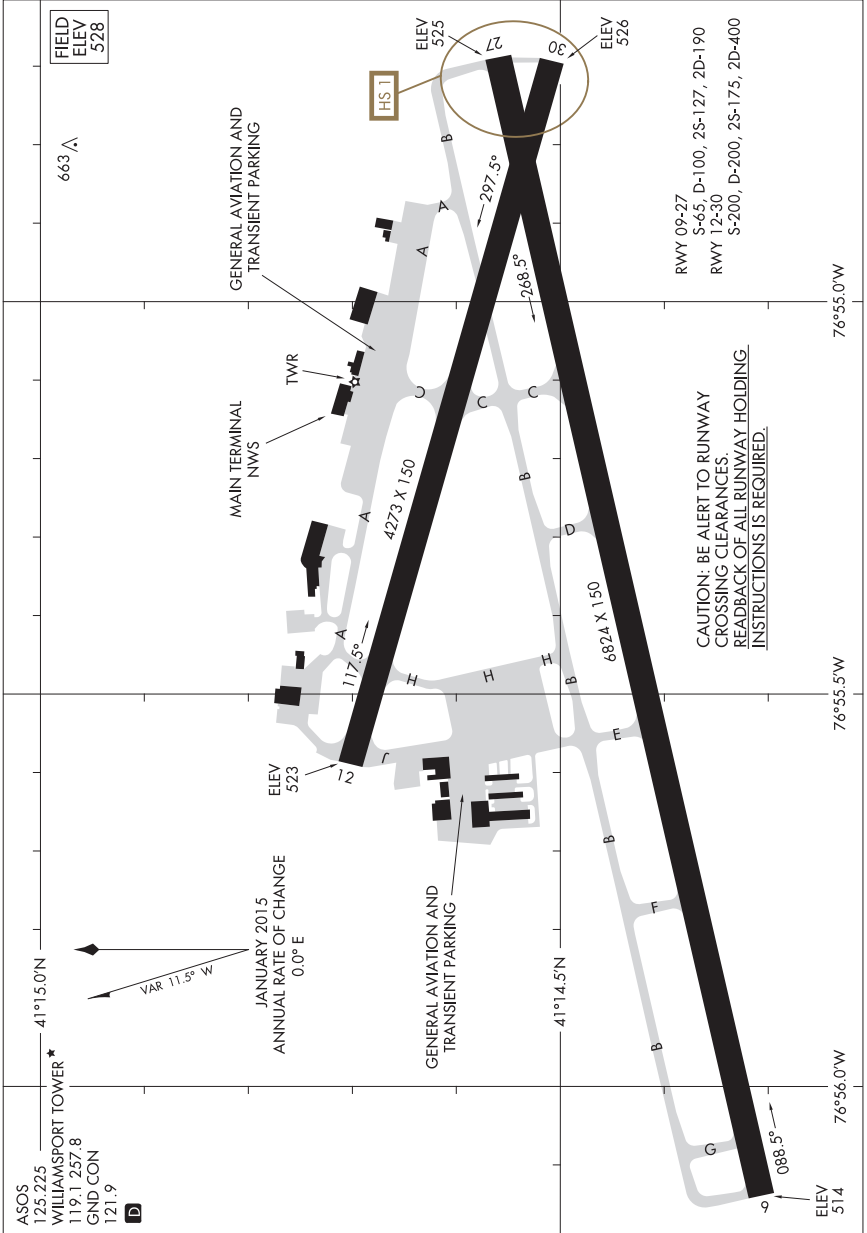 ASOS
125.225
WILLIAMSPORT TOWER★
119.1 257.8
GND CON
121.9
D
41°15.0'N
VAR 11.5° W
JANUARY 2015
ANNUAL RATE OF CHANGE
0.0° E
FIELD
ELEV
528
663
GENERAL AVIATION AND
TRANSIENT PARKING
TWR
MAIN TERMINAL
NWS
HS 1
ELEV
525
27
30
ELEV
526
ELEV
523
12
117.5°
4273 X 150
297.5°
268.5°
A
A
A
A
B
B
B
B
B
B
C
C
C
D
E
F
G
H
H
H
J
6824 X 150
GENERAL AVIATION AND
TRANSIENT PARKING
41°14.5'N
9
088.5°
ELEV
514
RWY 09-27
S-65, D-100, 2S-127, 2D-190
RWY 12-30
S-200, D-200, 2S-175, 2D-400
CAUTION: BE ALERT TO RUNWAY
CROSSING CLEARANCES.
READBACK OF ALL RUNWAY HOLDING
INSTRUCTIONS IS REQUIRED.
76°56.0'W
76°55.5'W
76°55.0'W